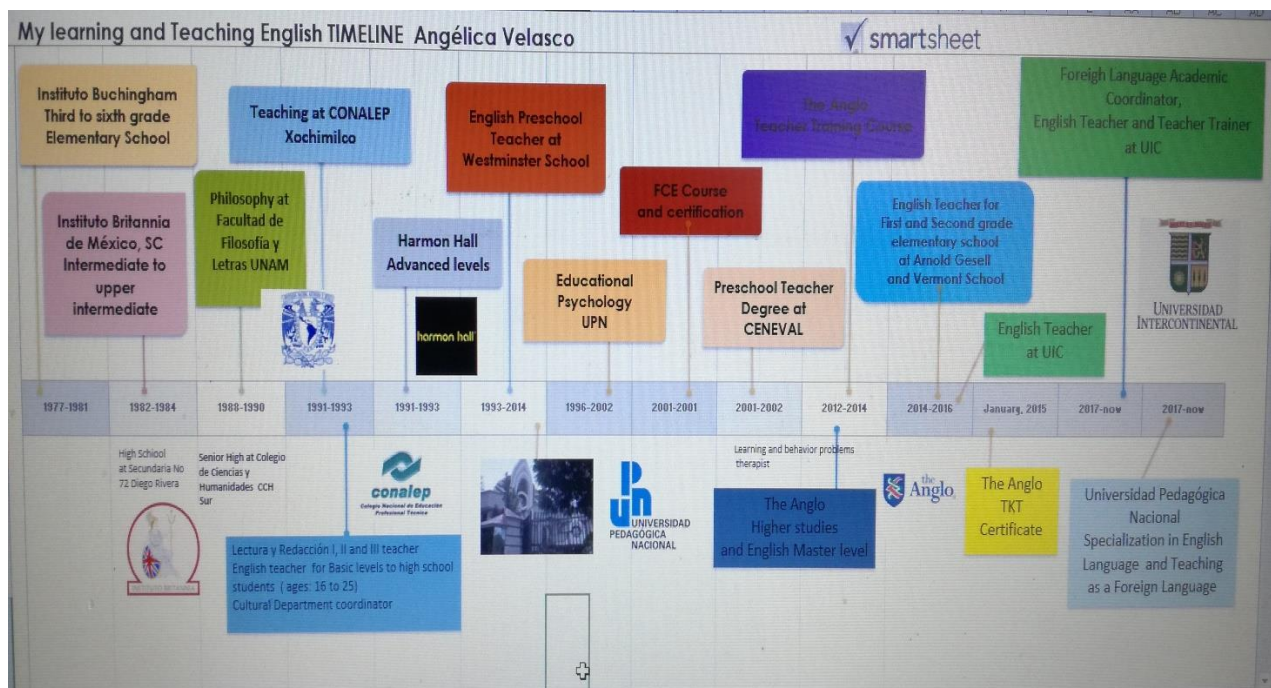 My learning and Teaching English TIMELINE Angélica Velasco
smartsheet
Instituto Buchingham
Third to sixth grade
Elementary School
Teaching at CONALEP
Xochimilco
English Preschool
Teacher at
Westminster School
The Anglo
Teacher Training Course
Foreigh Language Academic
Coordinator,
English Teacher and Teacher Trainer
at UIC
Instituto Britannia
de México, SC
Intermediate to
upper
intermediate
Philosophy at
Facultad de
Filosofía y
Letras UNAM
Harmon Hall
Advanced levels
harmon hall
Educational
Psychology
UPN
FCE Course
and certification
Preschool Teacher
Degree at
CENEVAL
English Teacher for
First and Second grade
elementary school
at Arnold Gesell
and Vermont School
English Teacher
at UIC
UNIVERSIDAD
INTERCONTINENTAL
1977-1981
1982-1984
1988-1990
1991-1993
1991-1993
1993-2014
1996-2002
2001-2001
2001-2002
2012-2014
2014-2016
January, 2015
2017-now
2017-now
High School
at Secundaria No
72 Diego Rivera
INSTITUTO BRITANNIA
Senior High at Colegio
de Ciencias y
Humanidades CCH
Sur
conalep
Colegio Nacional de Educación
Profesional Técnica
Lectura y Redacción I, II and III teacher
English teacher for Basic levels to high school
students ( ages: 16 to 25)
Cultural Department coordinator
UNIVERSIDAD
PEDAGÓGICA
NACIONAL
Learning and behavior problems
therapist
The Anglo
Higher studies
and English Master level
the
Anglo
The Anglo
TKT
Certificate
Universidad Pedagógica
Nacional
Specialization in English
Language and Teaching
as a Foreign Language